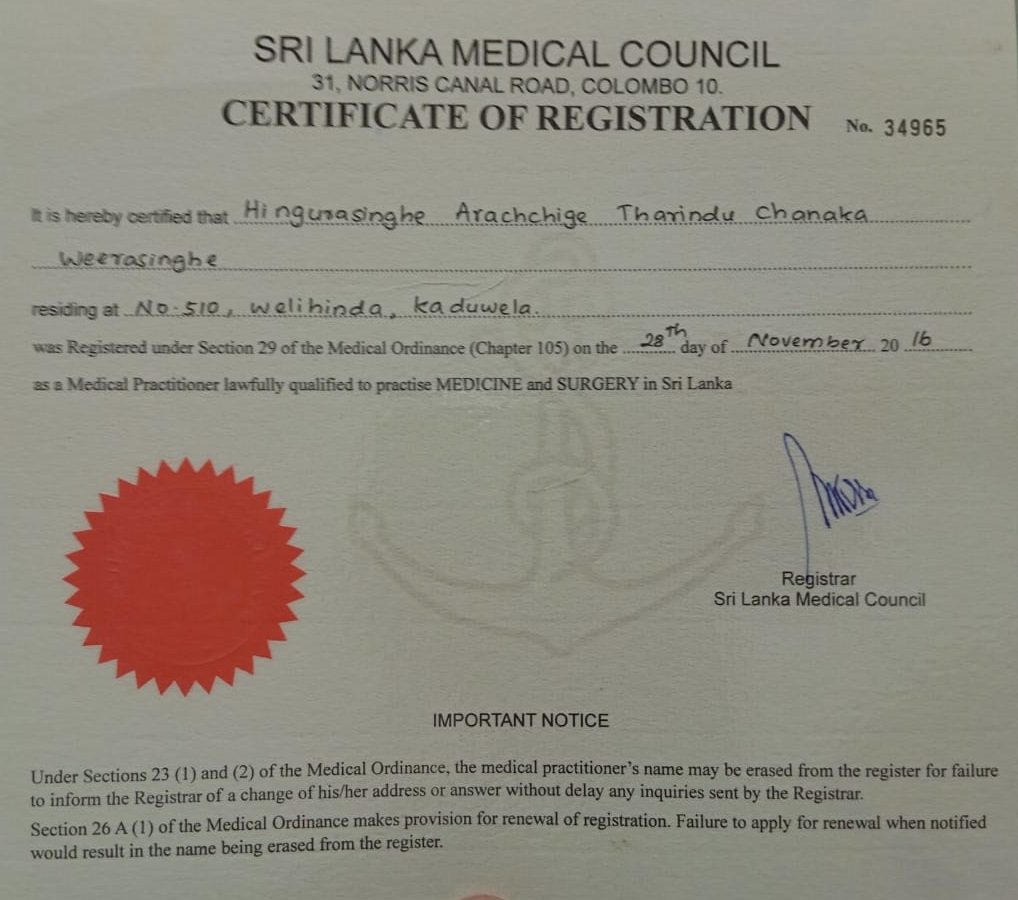 SRI LANKA MEDICAL COUNCIL
31, NORRIS CANAL ROAD, COLOMBO 10.
CERTIFICATE OF REGISTRATION No. 34965
It is hereby certified that Hingurasinghe Arachchige Tharindu Chanaka
Weerasinghe
residing at No. 510, Welihinda, Kaduwela.
was Registered under Section 29 of the Medical Ordinance (Chapter 105) on the 28th day of November 20 16
as a Medical Practitioner lawfully qualified to practise MEDICINE and SURGERY in Sri Lanka
Registrar
Sri Lanka Medical Council
IMPORTANT NOTICE
Under Sections 23 (1) and (2) of the Medical Ordinance, the medical practitioner's name may be erased from the register for failure
to inform the Registrar of a change of his/her address or answer without delay any inquiries sent by the Registrar.
Section 26 A (1) of the Medical Ordinance makes provision for renewal of registration. Failure to apply for renewal when notified
would result in the name being erased from the register.